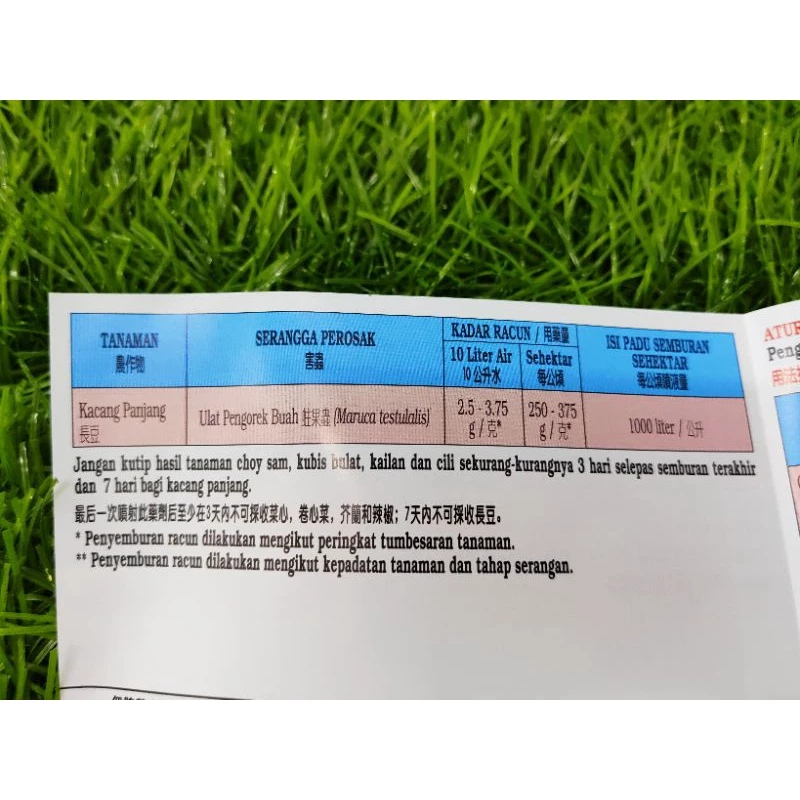 TANAMAN
農作物
SERANGGA PEROSAK
害蟲
KADAR RACUN / 用藥量
10 Liter Air
10 公升水
Sehektar
每公頃
ISI PADU SEMBURAN
SEHEKTAR
每公頃噴液量
Kacang Panjang
長豆
Ulat Pengorek Buah 蛀果蟲 (Maruca testulalis)
2.5 - 3.75
g / 克*
250 - 375
g / 克*
1000 liter / 公升
Jangan kutip hasil tanaman choy sam, kubis bulat, kailan dan cili sekurang-kurangnya 3 hari selepas semburan terakhir
dan 7 hari bagi kacang panjang.
最后一次噴射此藥劑后至少在3天內不可採收菜心，卷心菜，芥蘭和辣椒；7天內不可採收長豆。
* Penyemburan racun dilakukan mengikut peringkat tumbesaran tanaman.
** Penyemburan racun dilakukan mengikut kepadatan tanaman dan tahap serangan.
ATUR
Peng
用法